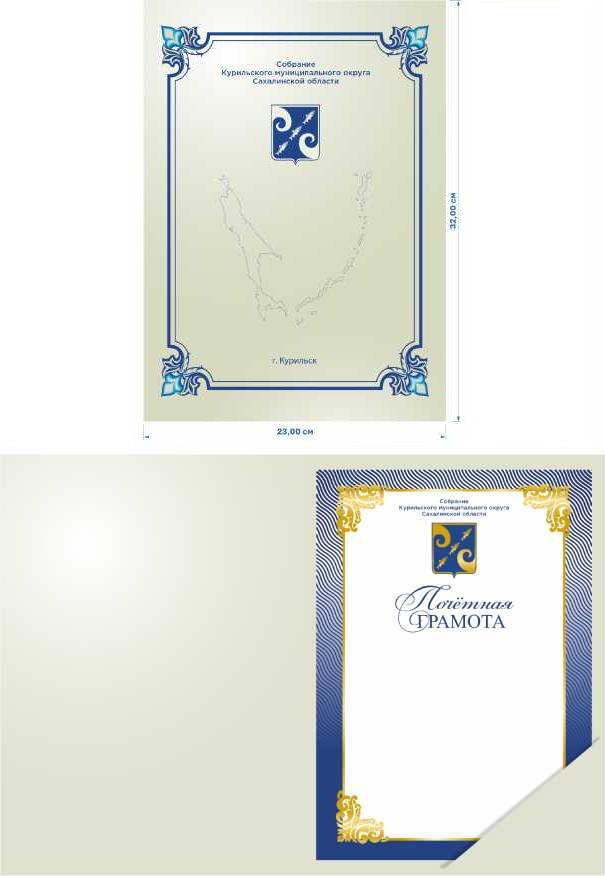 Собрание
Курильского муниципального округа
Сахалинской области
32,00 см
г. Курильск
23,00 см
Собрание
Курильского муниципального округа
Сахалинской области
Почётная
ГРАМОТА